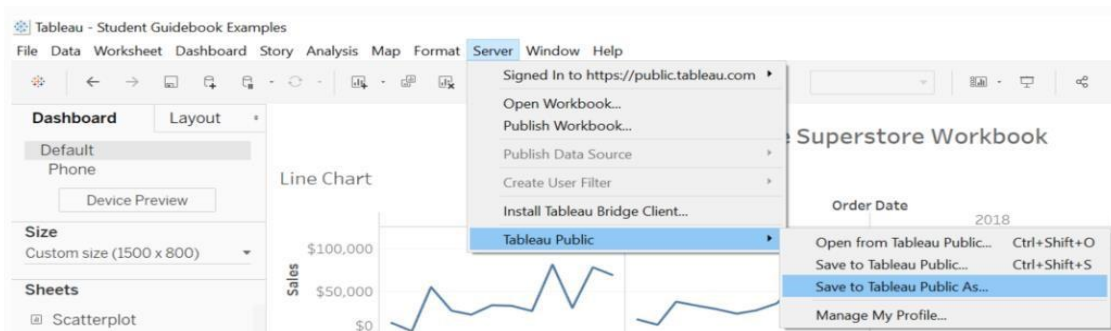 Tableau - Student Guidebook Examples
File Data Worksheet Dashboard Story Analysis Map Format Server Window Help
Signed In to https://public.tableau.com
Open Workbook...
Publish Workbook...
Publish Data Source
Create User Filter
Install Tableau Bridge Client...
Tableau Public
Open from Tableau Public... Ctrl+Shift+O
Save to Tableau Public... Ctrl+Shift+S
Save to Tableau Public As...
Manage My Profile...
Dashboard Layout
Default
Phone
Device Preview
Size
Custom size (1500 x 800)
Sheets
Scatterplot
Superstore Workbook
Line Chart
Order Date
2018
Sales
$100,000
$50,000
$0